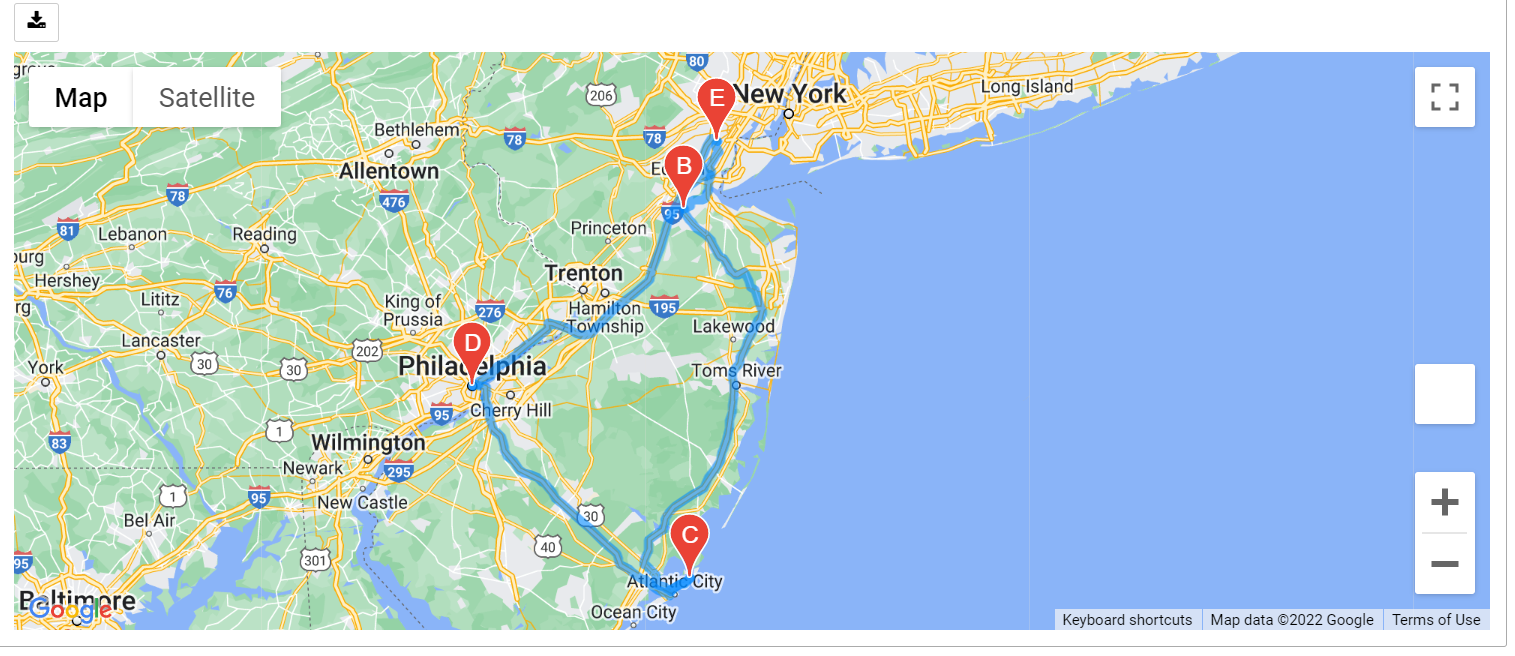 Map
Satellite
80
206
E
New York
Long Island
Bethlehem
78
78
Allentown
B
78
476
95
81
Lebanon
Reading
Princeton
Hershey
Trenton
76
Lititz
King of
Prussia
276
Hamilton
Township
195
Lakewood
D
Lancaster
202
30
30
York
Philadelphia
Toms River
95
Cherry Hill
1
83
Wilmington
Newark
295
95
New Castle
1
Bel Air
30
C
40
301
95
Atlantic City
Baltimore
Google
Ocean City
Keyboard shortcuts
Map data ©2022 Google
Terms of Use